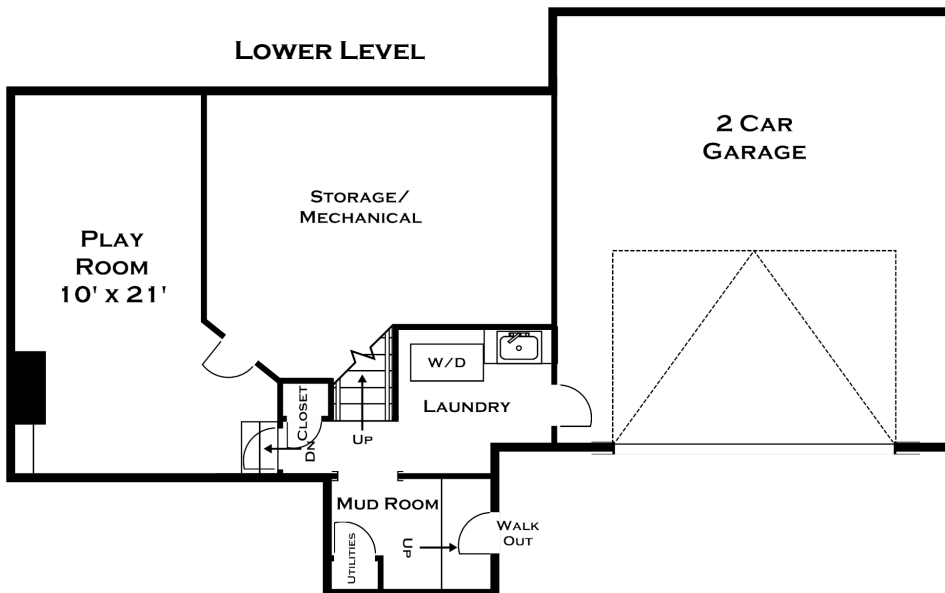 LOWER LEVEL
2 CAR
GARAGE
STORAGE/
MECHANICAL
PLAY
ROOM
10' X 21'
W/D
LAUNDRY
CLOSET
DN
UP
MUD ROOM
WALK
OUT
UP
UTILITIES